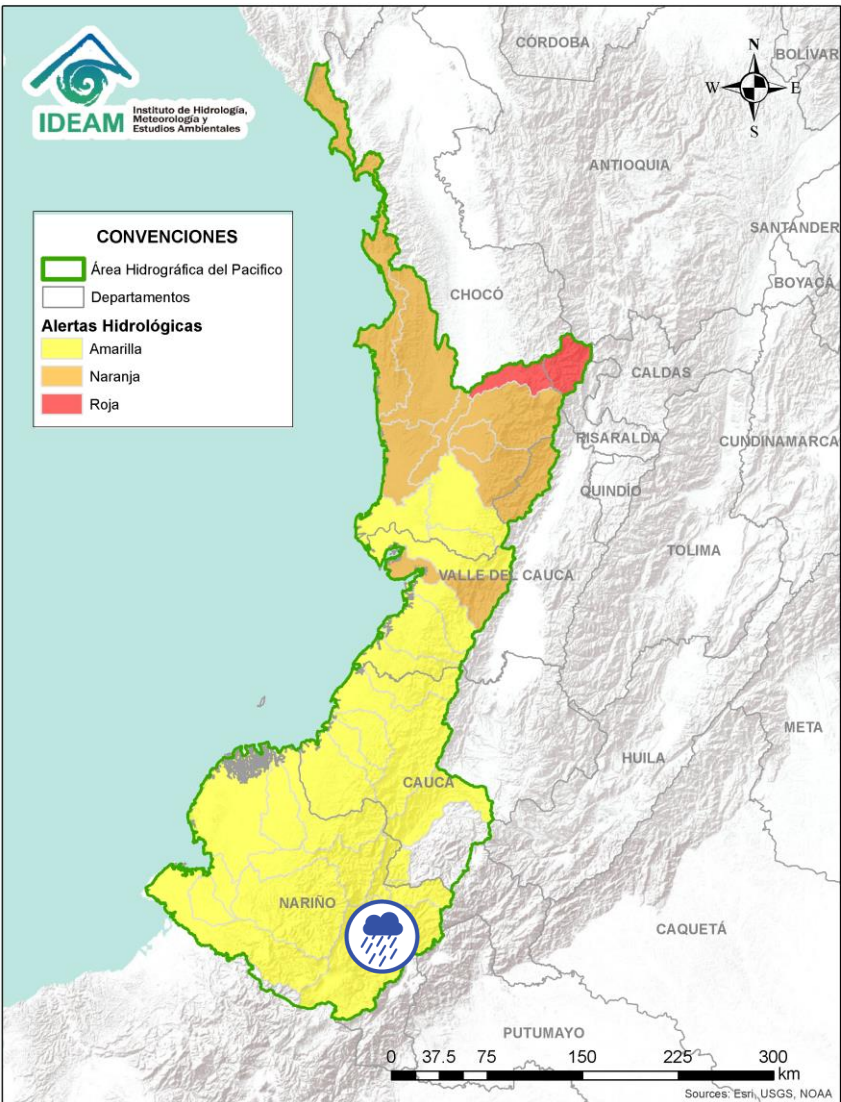 IDEAM
Instituto de Hidrología,
Meteorología y
Estudios Ambientales
CÓRDOBA
BOLIVAR
N
W
E
S
ANTIOQUIA
SANTANDER
BOYACÁ
CONVENCIONES
Área Hidrográfica del Pacifico
Departamentos
Alertas Hidrológicas
Amarilla
Naranja
Roja
CHOCÓ
CALDAS
RISARALDA
CUNDINAMARCA
QUINDÍO
TOLIMA
VALLE DEL CAUCA
META
HUILA
CAUCA
NARIÑO
CAQUETÁ
PUTUMAYO
0 37.5 75 150 225 300
km
Sources: Esri, USGS, NOAA